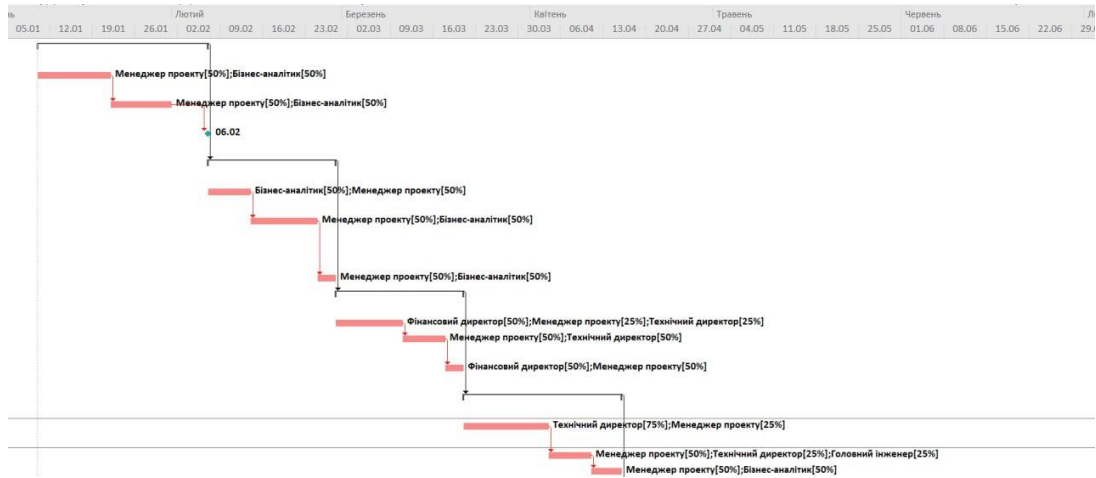 нь Лютий Березень Квітень Травень Червень Ли
05.01 12.01 19.01 26.01 02.02 09.02 16.02 23.02 02.03 09.03 16.03 23.03 30.03 06.04 13.04 20.04 27.04 04.05 11.05 18.05 25.05 01.06 08.06 15.06 22.06 29.0
Менеджер проекту[50%];Бізнес-аналітик[50%]
Менеджер проекту[50%];Бізнес-аналітик[50%]
06.02
Бізнес-аналітик[50%];Менеджер проекту[50%]
Менеджер проекту[50%];Бізнес-аналітик[50%]
Менеджер проекту[50%];Бізнес-аналітик[50%]
Фінансовий директор[50%];Менеджер проекту[25%];Технічний директор[25%]
Менеджер проекту[50%];Технічний директор[50%]
Фінансовий директор[50%];Менеджер проекту[50%]
Технічний директор[75%];Менеджер проекту[25%]
Менеджер проекту[50%];Технічний директор[25%];Головний інженер[25%]
Менеджер проекту[50%];Бізнес-аналітик[50%]